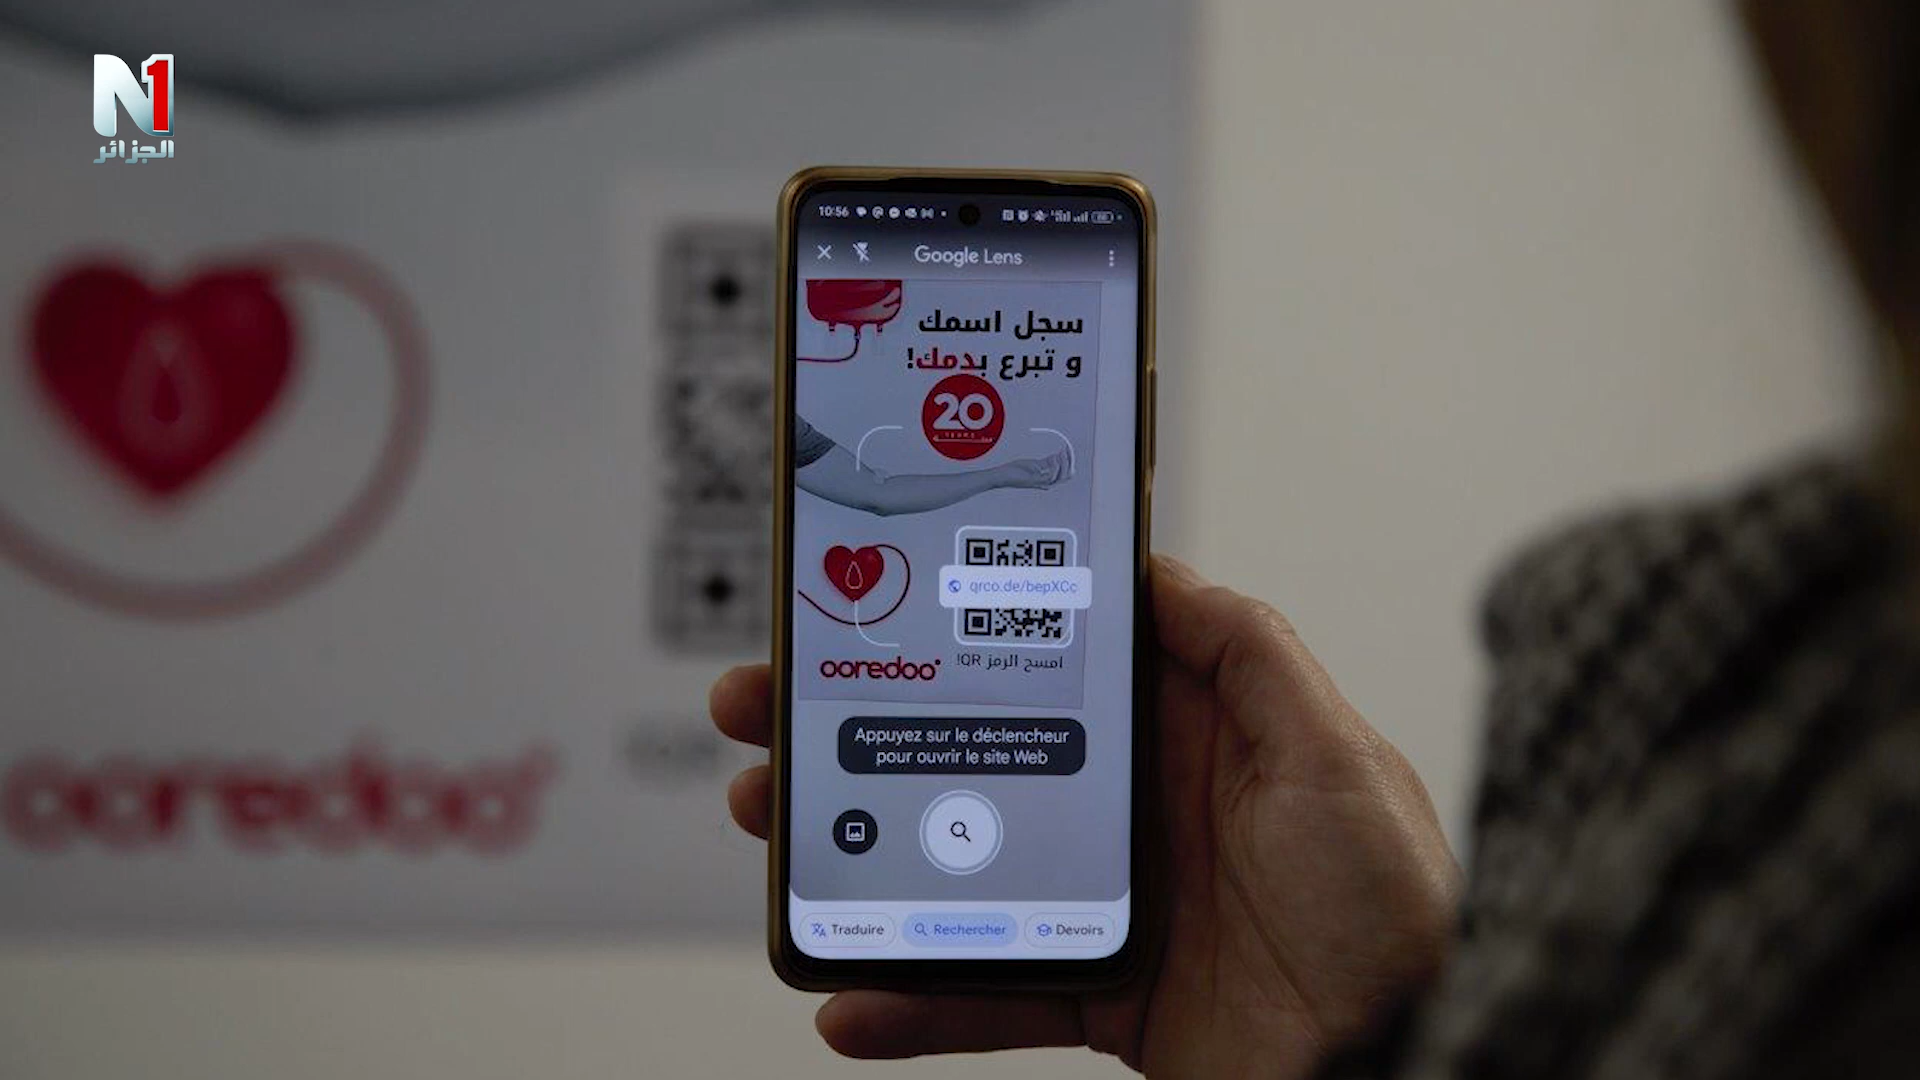 N1
الجزائر
10:56
Google Lens
سجل اسمك
و تبرع بدمك!
20
YEARS
qrco.de/bepXCc
ooredoo
امسح الرمز QR!
Appuyez sur le déclencheur
pour ouvrir le site Web
Traduire
Rechercher
Devoirs
ooredoo